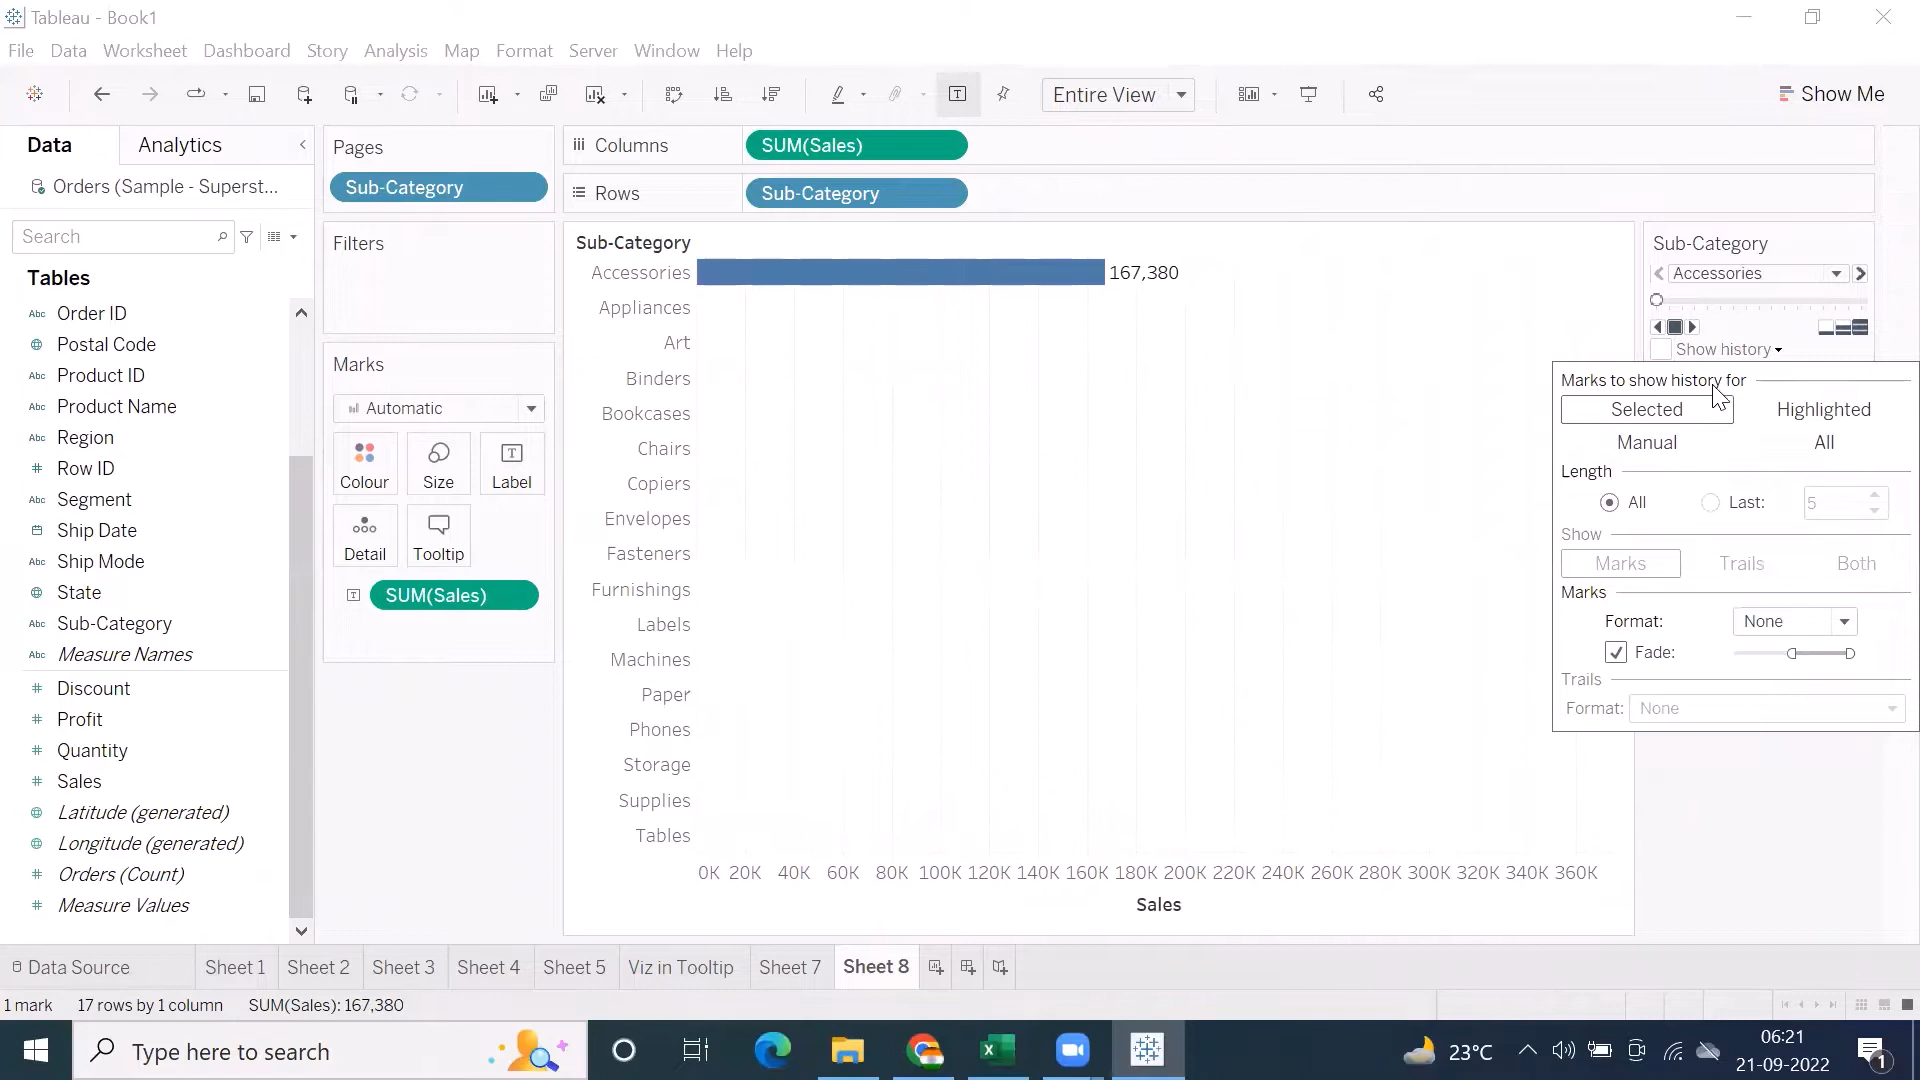 Tableau - Book1
File Data Worksheet Dashboard Story Analysis Map Format Server Window Help
Entire View
Show Me
Data
Analytics
Orders (Sample - Superst...
Search
Tables
Abc Order ID
Postal Code
Abc Product ID
Abc Product Name
Abc Region
# Row ID
Abc Segment
Ship Date
Abc Ship Mode
State
Abc Sub-Category
Abc Measure Names
# Discount
# Profit
# Quantity
# Sales
Latitude (generated)
Longitude (generated)
# Orders (Count)
# Measure Values
Pages
Sub-Category
Filters
Marks
Automatic
Colour
Size
Label
Detail
Tooltip
SUM(Sales)
Columns
SUM(Sales)
Rows
Sub-Category
Sub-Category
Accessories
167,380
Appliances
Art
Binders
Bookcases
Chairs
Copiers
Envelopes
Fasteners
Furnishings
Labels
Machines
Paper
Phones
Storage
Supplies
Tables
0K 20K 40K 60K 80K 100K 120K 140K 160K 180K 200K 220K 240K 260K 280K 300K 320K 340K 360K
Sales
Sub-Category
Accessories
Show history
Marks to show history for
Selected Highlighted
Manual All
Length
All Last: 5
Show
Marks Trails Both
Marks
Format: None
Fade:
Trails
Format: None
Data Source Sheet 1 Sheet 2 Sheet 3 Sheet 4 Sheet 5 Viz in Tooltip Sheet 7 Sheet 8
1 mark 17 rows by 1 column SUM(Sales): 167,380
Type here to search
23°C
06:21
21-09-2022
1